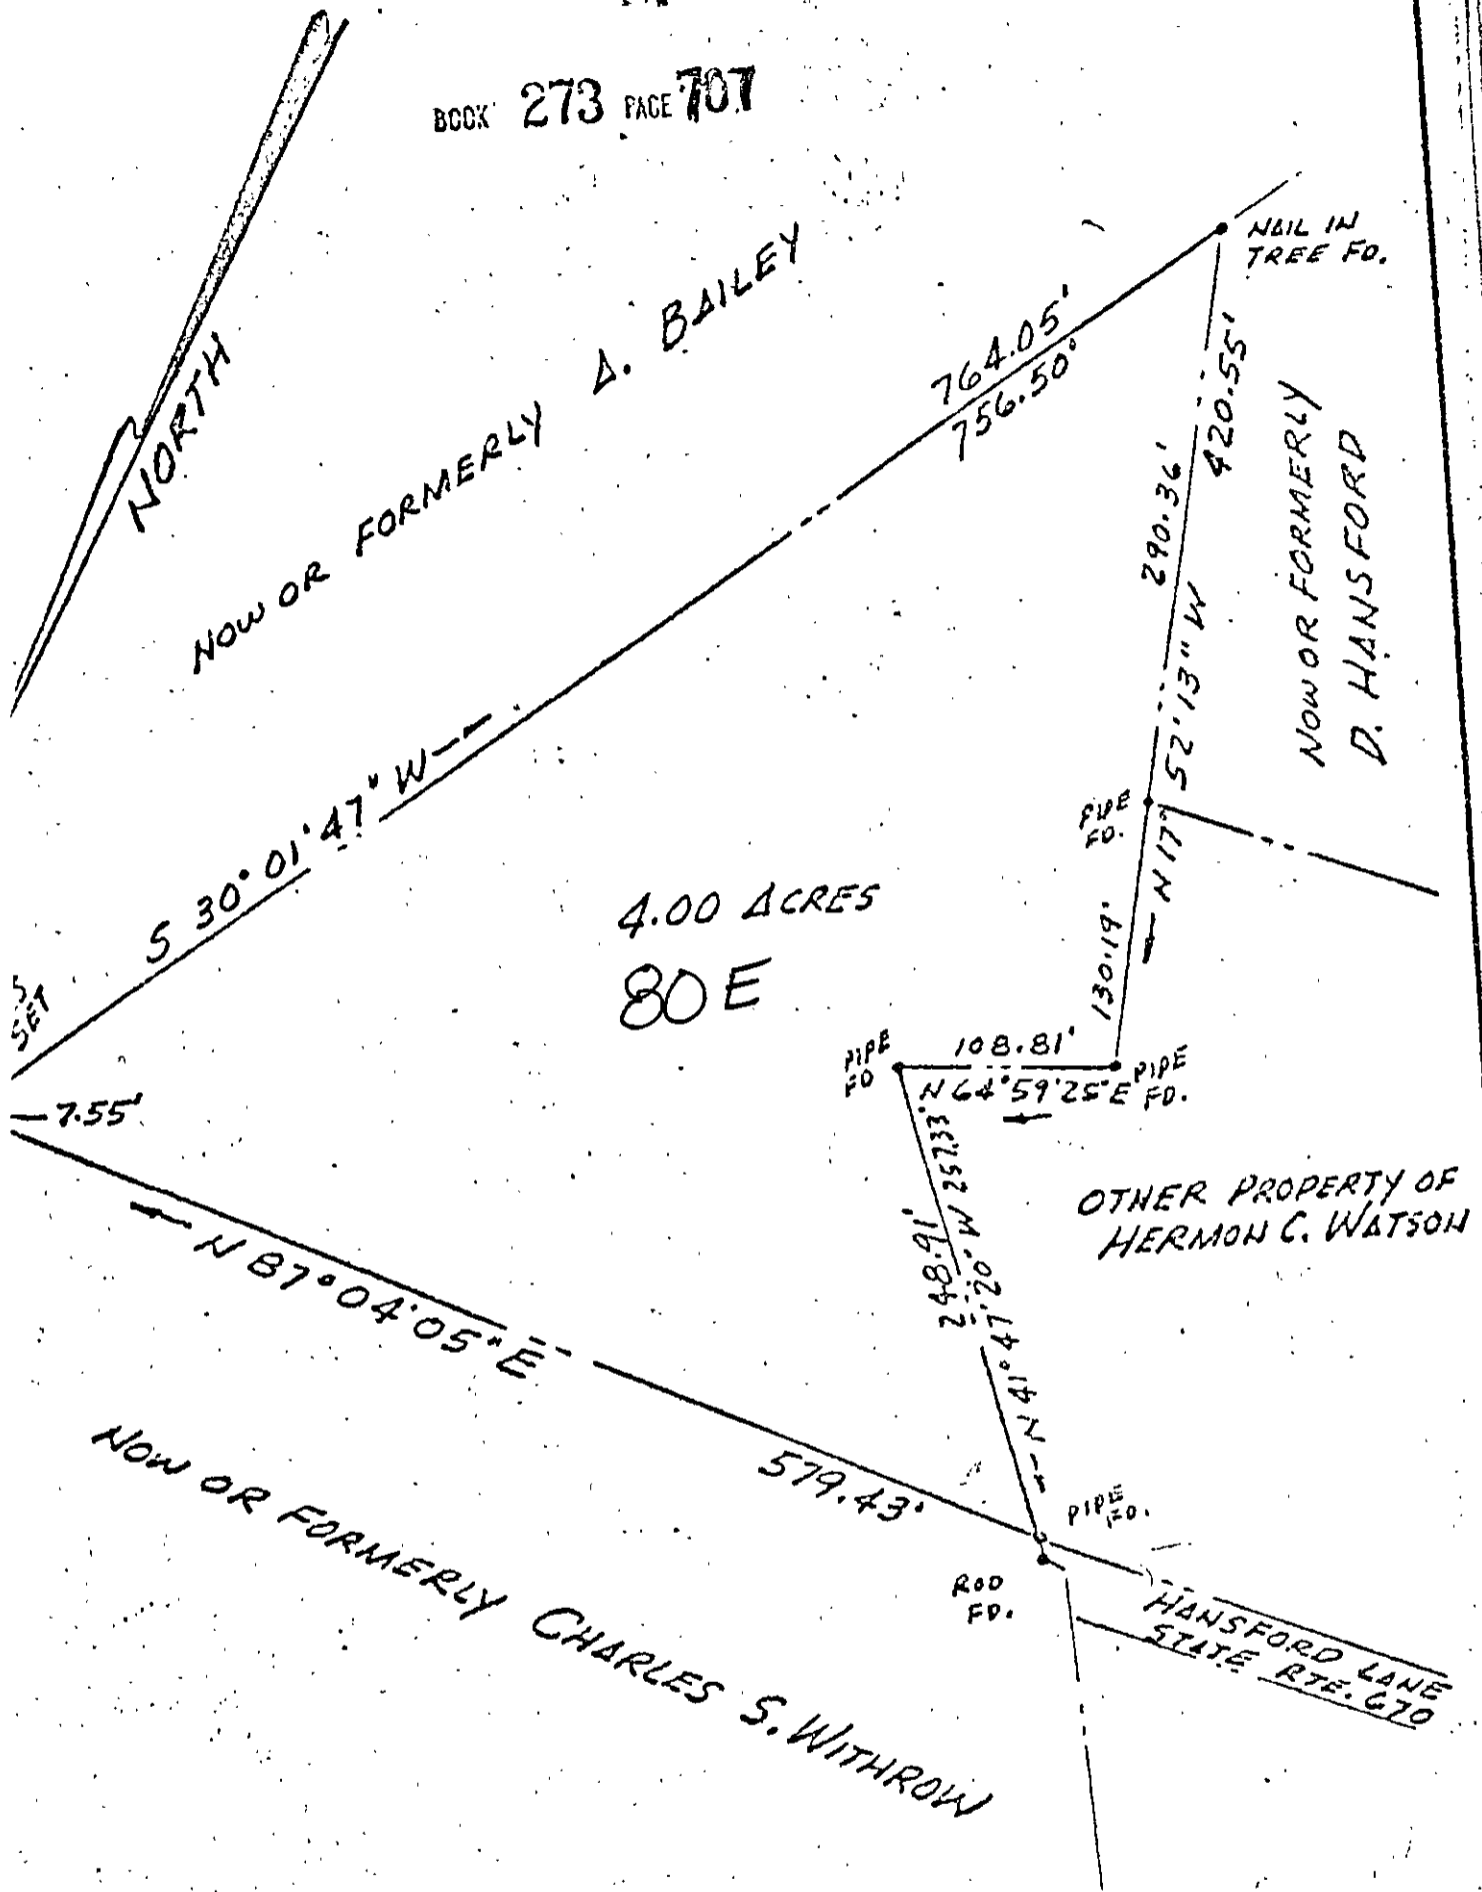 BOOK 273 PAGE 707
NORTH
NOW OR FORMERLY A. BAILEY
NAIL IN
TREE FD.
764.05'
756.50'
420.55'
290.36'
NOW OR FORMERLY
D. HANSFORD
S 30° 01' 47" W
N 17° 52' 13" W
PIPE
FD.
130.19'
4.00 ACRES
80 E
SET
7.55'
PIPE
FD
108.81'
N 64° 59' 25" E
PIPE
FD.
248.91'
N 41° 47' 20" W 257.33'
OTHER PROPERTY OF
HERMON C. WATSON
N 87° 04' 05" E
579.43'
PIPE
FD.
ROD
FD.
HANSFORD LANE
STATE RTE. 670
NOW OR FORMERLY CHARLES S. WITHROW